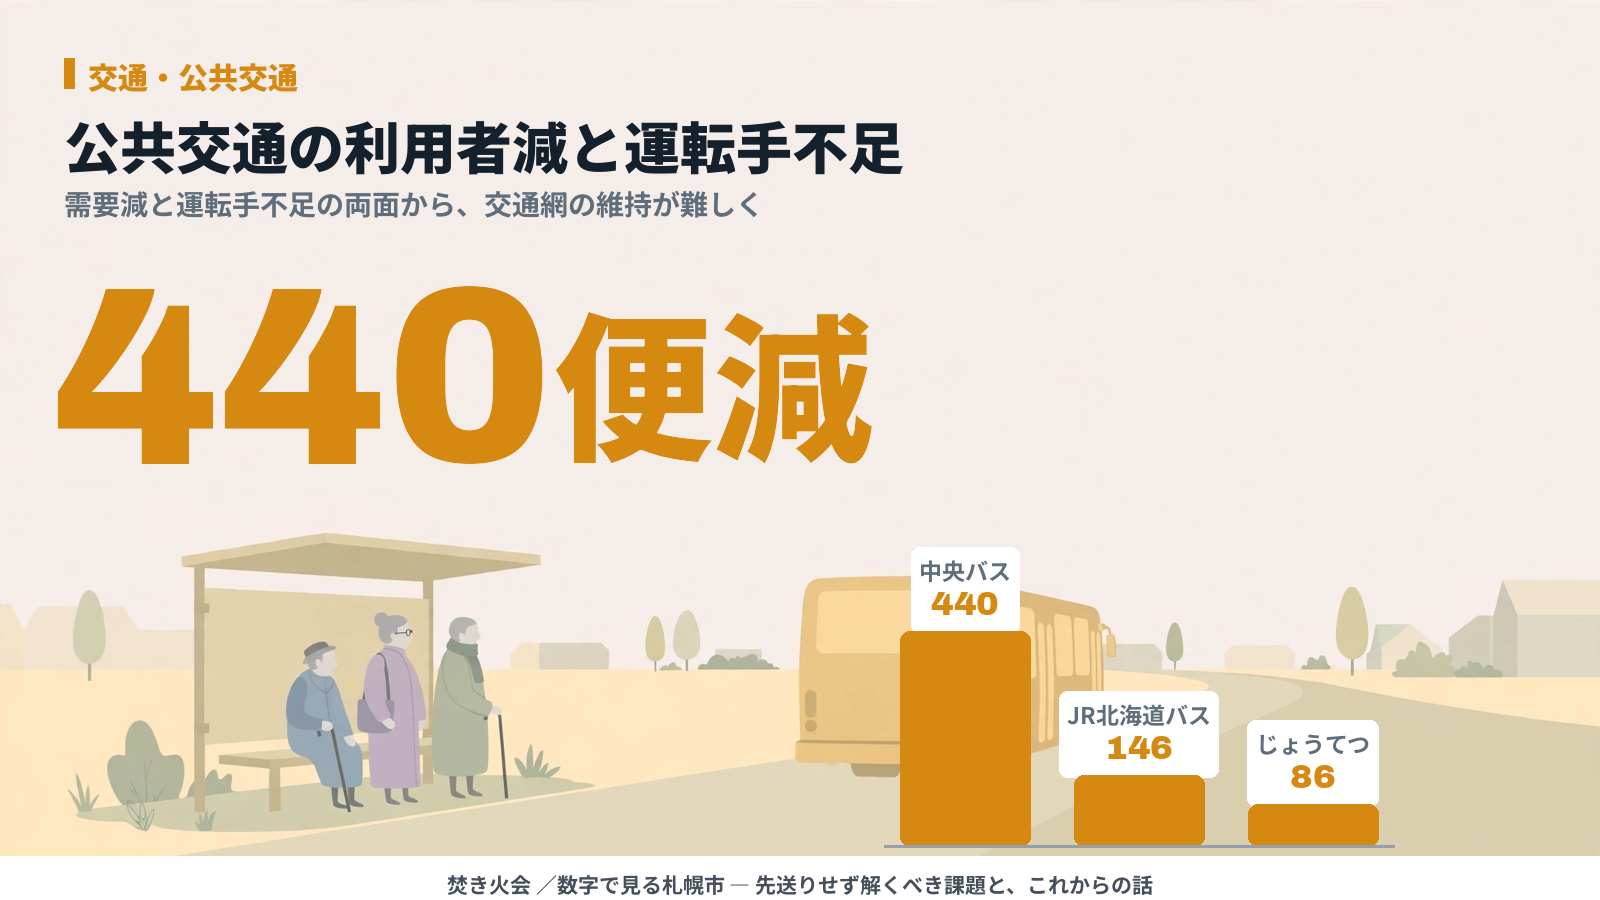 交通・公共交通
公共交通の利用者減と運転手不足
需要減と運転手不足の両面から、交通網の維持が難しく
440便減
中央バス
440
JR北海道バス
146
じょうてつ
86
焚き火会 ／数字で見る札幌市 — 先送りせず解くべき課題と、これからの話